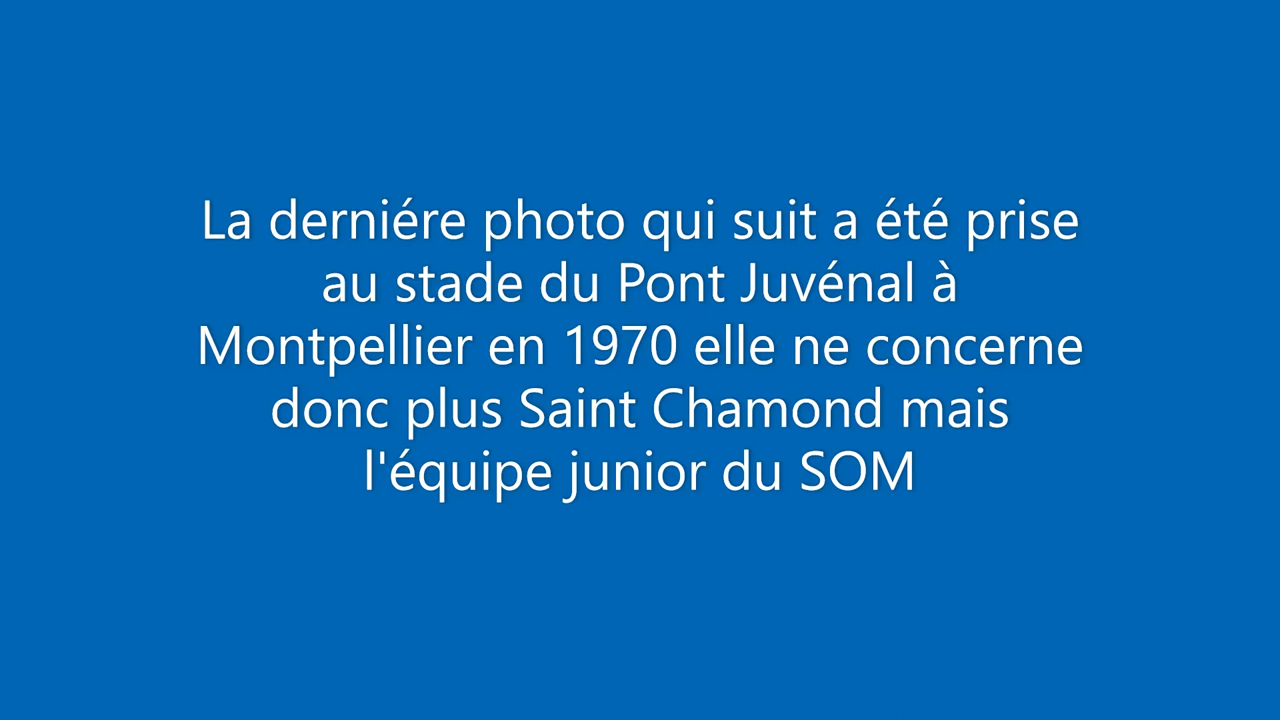 La derniére photo qui suit a été prise
au stade du Pont Juvénal à
Montpellier en 1970 elle ne concerne
donc plus Saint Chamond mais
l'équipe junior du SOM